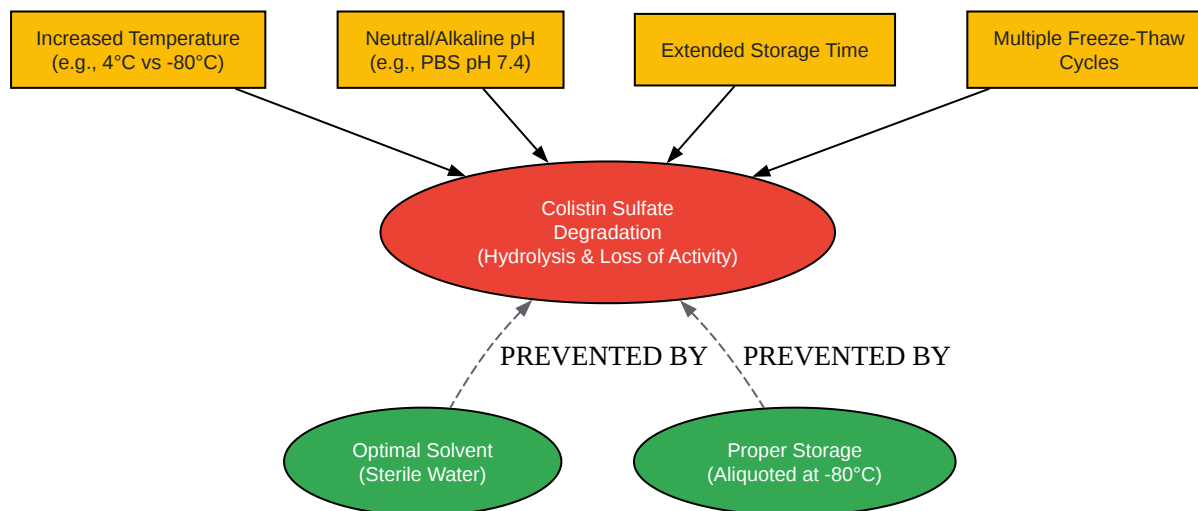 Increased Temperature
(e.g., 4°C vs -80°C)
Neutral/Alkaline pH
(e.g., PBS pH 7.4)
Extended Storage Time
Multiple Freeze-Thaw
Cycles
Colistin Sulfate
Degradation
(Hydrolysis & Loss of Activity)
PREVENTED BY
PREVENTED BY
Optimal Solvent
(Sterile Water)
Proper Storage
(Aliquoted at -80°C)